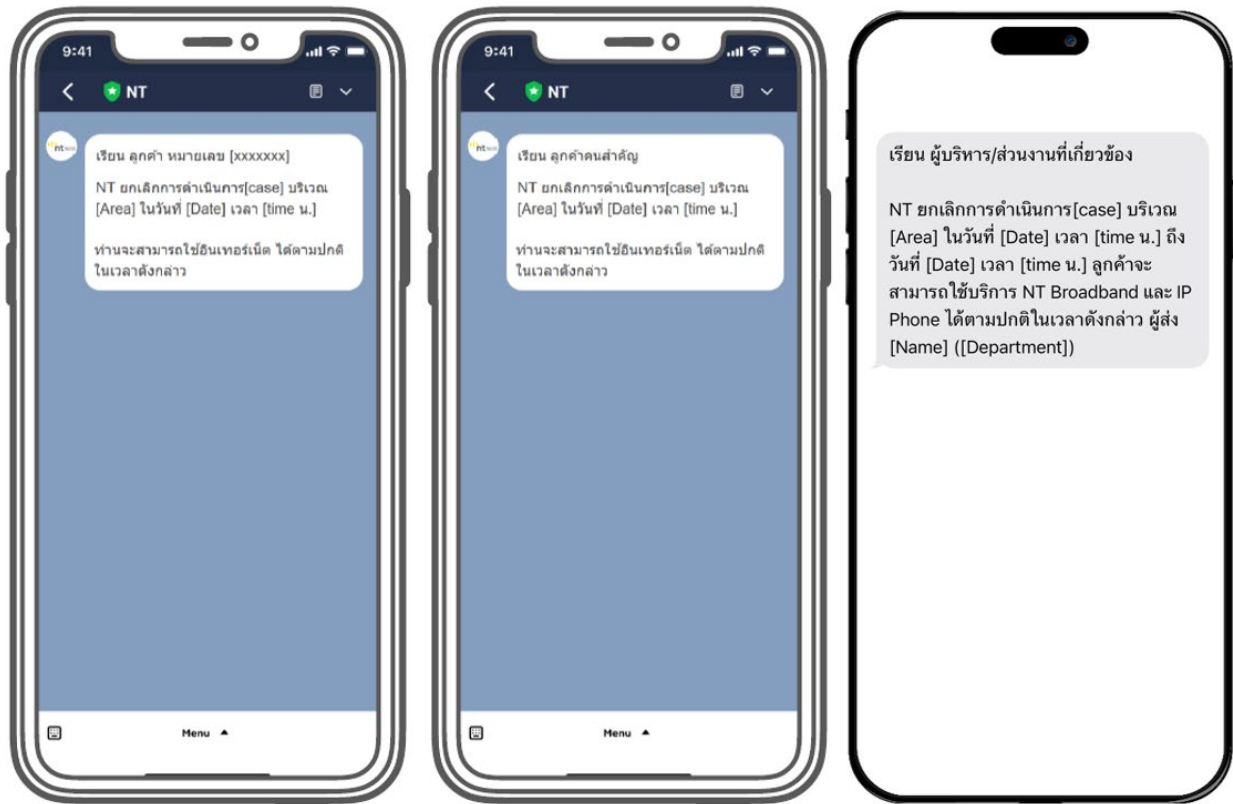 9:41
NT
nt
เรียน ลูกค้า หมายเลข [xxxxxxx]
NT ยกเลิกการดำเนินการ[case] บริเวณ
[Area] ในวันที่ [Date] เวลา [time น.]
ท่านจะสามารถใช้อินเทอร์เน็ต ได้ตามปกติ
ในเวลาดังกล่าว
Menu
9:41
NT
nt
เรียน ลูกค้าคนสำคัญ
NT ยกเลิกการดำเนินการ[case] บริเวณ
[Area] ในวันที่ [Date] เวลา [time น.]
ท่านจะสามารถใช้อินเทอร์เน็ต ได้ตามปกติ
ในเวลาดังกล่าว
Menu
เรียน ผู้บริหาร/ส่วนงานที่เกี่ยวข้อง
NT ยกเลิกการดำเนินการ[case] บริเวณ
[Area] ในวันที่ [Date] เวลา [time น.] ถึง
วันที่ [Date] เวลา [time น.] ลูกค้าจะ
สามารถใช้บริการ NT Broadband และ IP
Phone ได้ตามปกติในเวลาดังกล่าว ผู้ส่ง
[Name] ([Department])